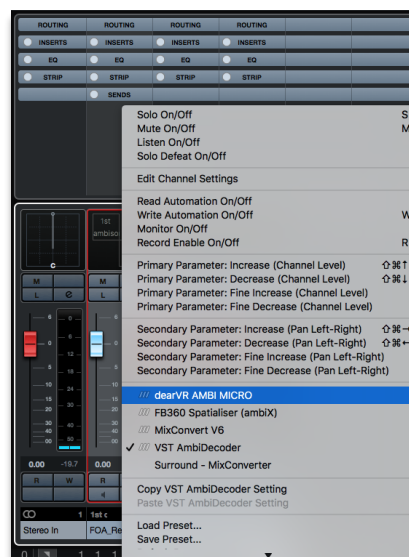 ROUTING ROUTING ROUTING ROUTING
INSERTS INSERTS INSERTS INSERTS
EQ EQ EQ EQ
STRIP STRIP STRIP STRIP
SENDS
Solo On/Off S
Mute On/Off M
Listen On/Off
Solo Defeat On/Off
Edit Channel Settings
Read Automation On/Off
Write Automation On/Off W
Monitor On/Off
Record Enable On/Off R
Primary Parameter: Increase (Channel Level) ⇧⌘↑
Primary Parameter: Decrease (Channel Level) ⇧⌘↓
Primary Parameter: Fine Increase (Channel Level)
Primary Parameter: Fine Decrease (Channel Level)
Secondary Parameter: Increase (Pan Left-Right) ⇧⌘→
Secondary Parameter: Decrease (Pan Left-Right) ⇧⌘←
Secondary Parameter: Fine Increase (Pan Left-Right)
Secondary Parameter: Fine Decrease (Pan Left-Right)
dearVR AMBI MICRO
FB360 Spatialiser (ambiX)
MixConvert V6
✓ VST AmbiDecoder
Surround - MixConverter
Copy VST AmbiDecoder Setting
Paste VST AmbiDecoder Setting
Load Preset...
Save Preset...
1st
ambiso
C
M M
L e L
0.00 -19.7 0.00
R W R
1 1st c
Stereo In FOA_Re